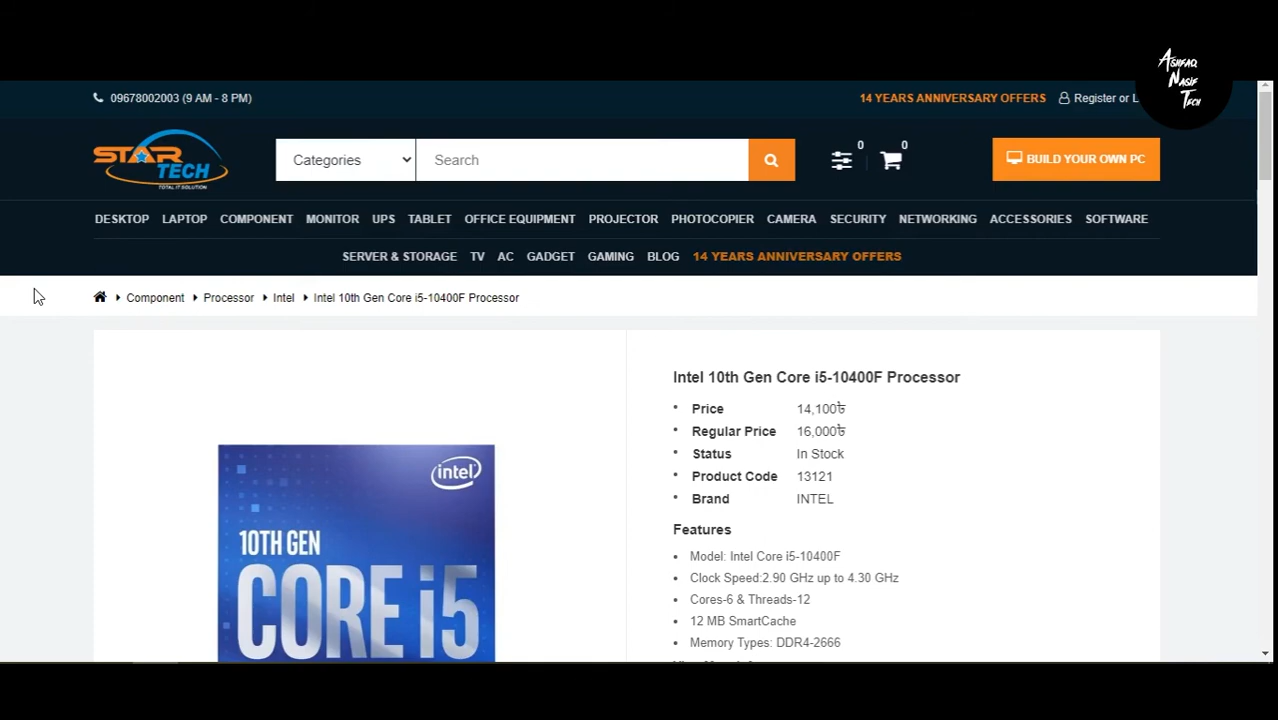 ASHFAQ
NASIF
TECH
09678002003 (9 AM - 8 PM)
14 YEARS ANNIVERSARY OFFERS
Register or L
STAR
TECH
TOTAL IT SOLUTION
Categories
Search
0
0
BUILD YOUR OWN PC
DESKTOP LAPTOP COMPONENT MONITOR UPS TABLET OFFICE EQUIPMENT PROJECTOR PHOTOCOPIER CAMERA SECURITY NETWORKING ACCESSORIES SOFTWARE
SERVER & STORAGE TV AC GADGET GAMING BLOG 14 YEARS ANNIVERSARY OFFERS
Component Processor Intel Intel 10th Gen Core i5-10400F Processor
intel
10TH GEN
CORE i5
Intel 10th Gen Core i5-10400F Processor
Price 14,100৳
Regular Price 16,000৳
Status In Stock
Product Code 13121
Brand INTEL
Features
Model: Intel Core i5-10400F
Clock Speed:2.90 GHz up to 4.30 GHz
Cores-6 & Threads-12
12 MB SmartCache
Memory Types: DDR4-2666